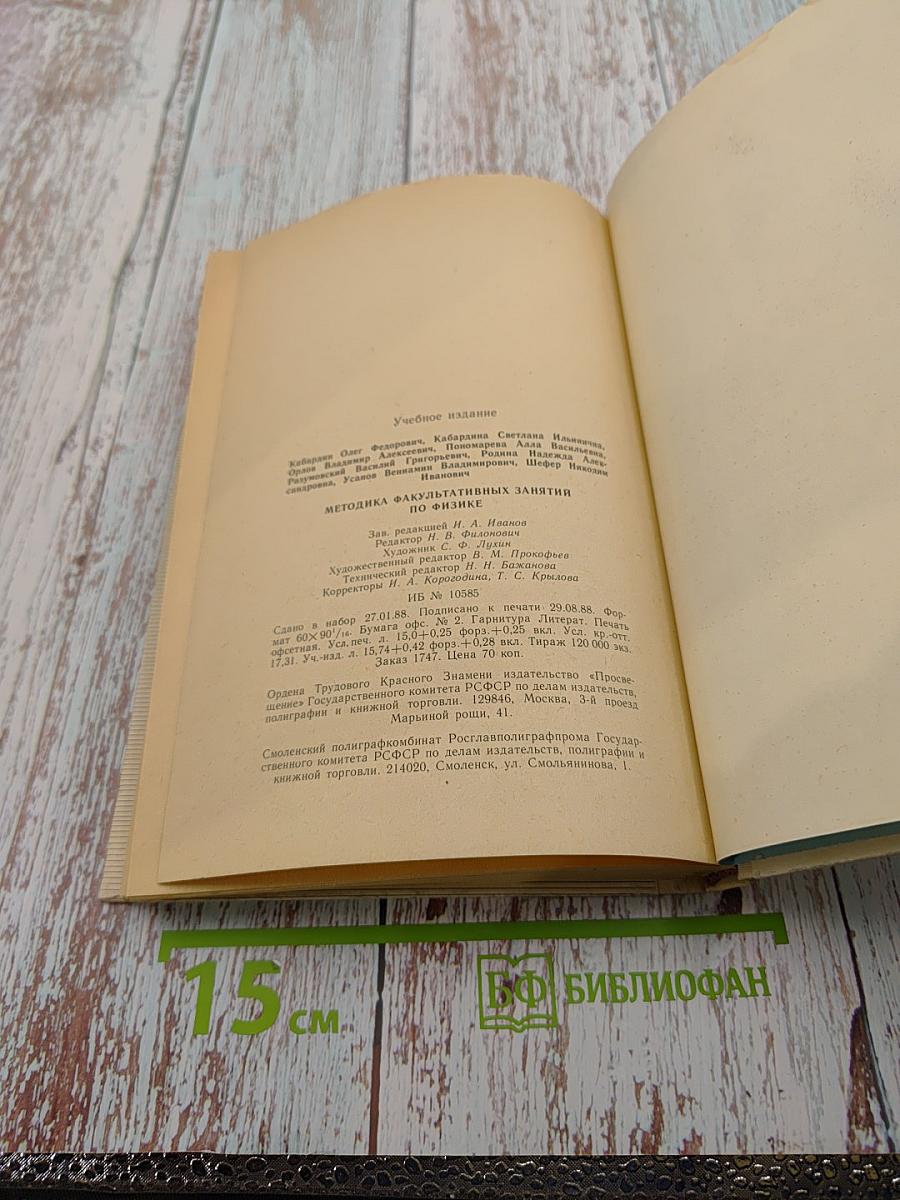 Учебное издание
Кабардин Олег Федорович, Кабардина Светлана Ильинична,
Орлов Владимир Алексеевич, Пономарева Алла Васильевна,
Разумовский Василий Григорьевич, Родина Надежда Алек-
сандровна, Усанов Вениамин Владимирович, Шефер Никодим
Иванович
МЕТОДИКА ФАКУЛЬТАТИВНЫХ ЗАНЯТИЙ
ПО ФИЗИКЕ
Зав. редакцией И. А. Иванов
Редактор Н. В. Филонович
Художник С. Ф. Лухин
Художественный редактор В. М. Прокофьев
Технический редактор Н. Н. Бажанова
Корректоры И. А. Корогодина, Т. С. Крылова
ИБ № 10585
Сдано в набор 27.01.88. Подписано к печати 29.08.88. Фор-
мат 60×90¹/₁₆. Бумага офс. № 2. Гарнитура Литерат. Печать
офсетная. Усл. печ. л. 15,0+0,25 форз.+0,25 вкл. Усл. кр.-отт.
17,31. Уч.-изд. л. 15,74+0,42 форз.+0,28 вкл. Тираж 120 000 экз.
Заказ 1747. Цена 70 коп.
Ордена Трудового Красного Знамени издательство «Просве-
щение» Государственного комитета РСФСР по делам издательств,
полиграфии и книжной торговли. 129846, Москва, 3-й проезд
Марьиной рощи, 41.
Смоленский полиграфкомбинат Росглавполиграфпрома Государ-
ственного комитета РСФСР по делам издательств, полиграфии и
книжной торговли. 214020, Смоленск, ул. Смольянинова, 1.
15 см
БФ БИБЛИОФАН